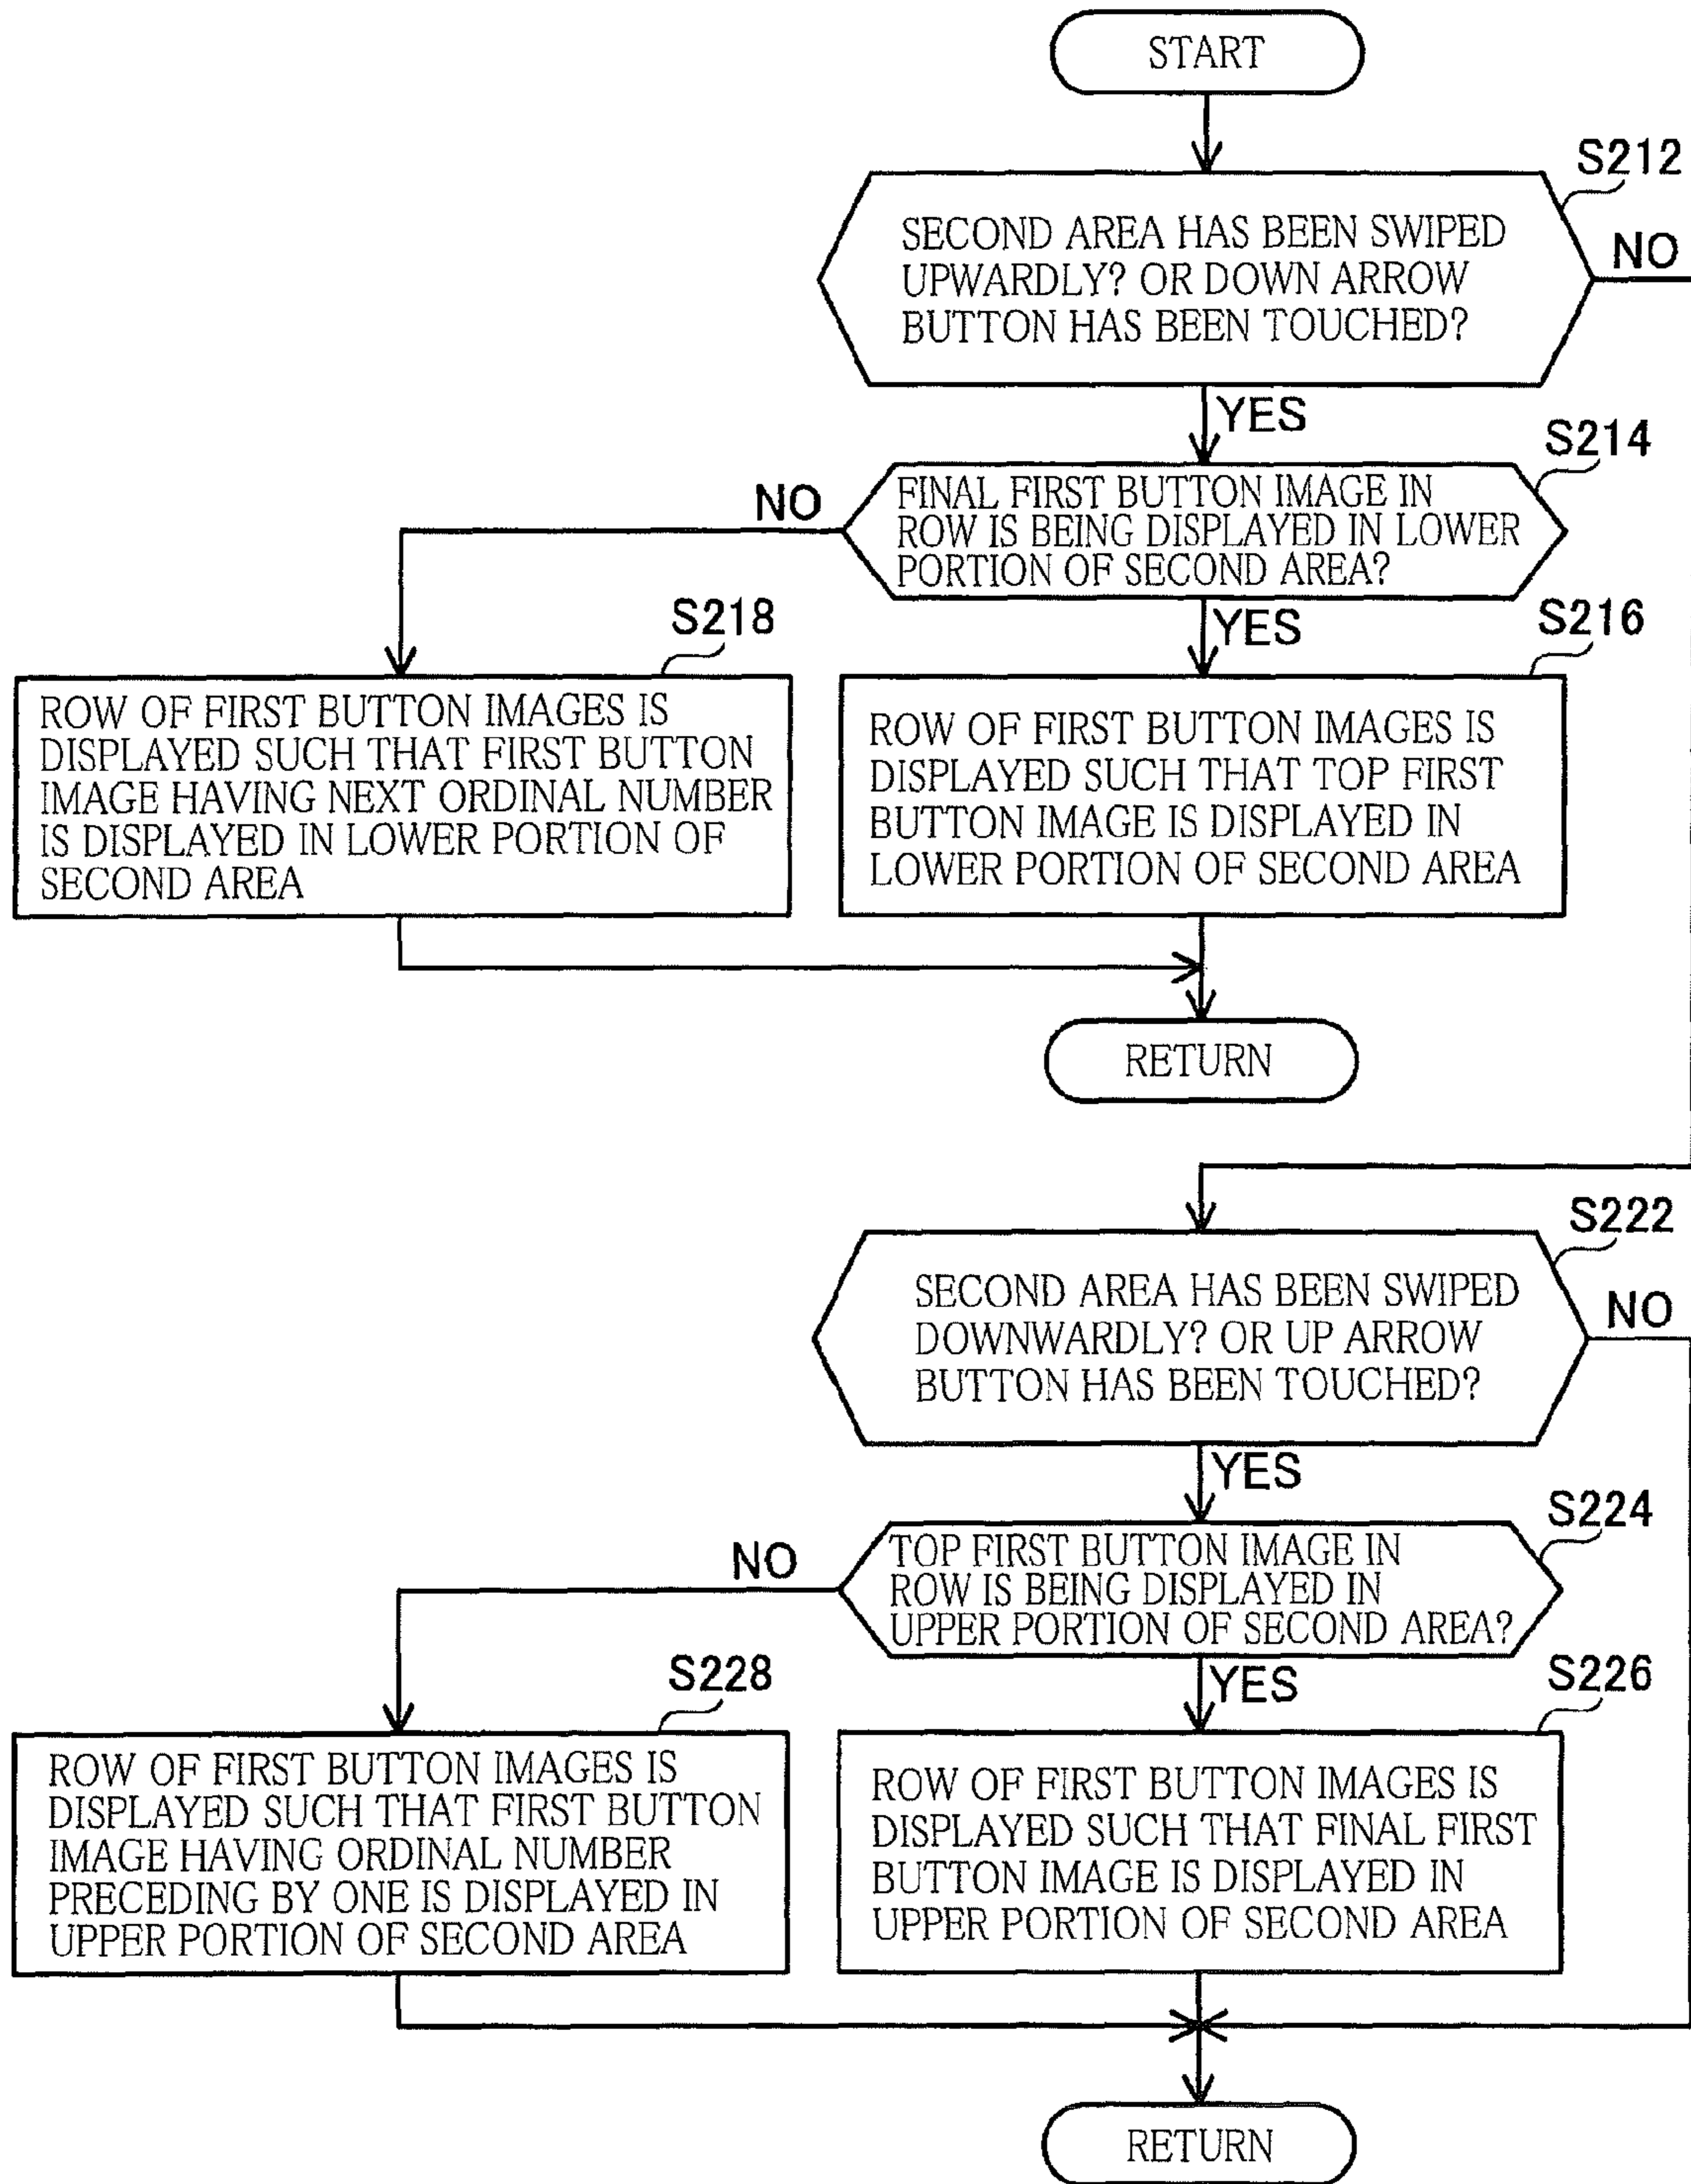 START
S212
SECOND AREA HAS BEEN SWIPED
UPWARDLY? OR DOWN ARROW
BUTTON HAS BEEN TOUCHED?
NO
YES
S214
FINAL FIRST BUTTON IMAGE IN
ROW IS BEING DISPLAYED IN LOWER
PORTION OF SECOND AREA?
NO
YES
S218
ROW OF FIRST BUTTON IMAGES IS
DISPLAYED SUCH THAT FIRST BUTTON
IMAGE HAVING NEXT ORDINAL NUMBER
IS DISPLAYED IN LOWER PORTION OF
SECOND AREA
S216
ROW OF FIRST BUTTON IMAGES IS
DISPLAYED SUCH THAT TOP FIRST
BUTTON IMAGE IS DISPLAYED IN
LOWER PORTION OF SECOND AREA
RETURN
S222
SECOND AREA HAS BEEN SWIPED
DOWNWARDLY? OR UP ARROW
BUTTON HAS BEEN TOUCHED?
NO
YES
S224
TOP FIRST BUTTON IMAGE IN
ROW IS BEING DISPLAYED IN
UPPER PORTION OF SECOND AREA?
NO
YES
S228
ROW OF FIRST BUTTON IMAGES IS
DISPLAYED SUCH THAT FIRST BUTTON
IMAGE HAVING ORDINAL NUMBER
PRECEDING BY ONE IS DISPLAYED IN
UPPER PORTION OF SECOND AREA
S226
ROW OF FIRST BUTTON IMAGES IS
DISPLAYED SUCH THAT FINAL FIRST
BUTTON IMAGE IS DISPLAYED IN
UPPER PORTION OF SECOND AREA
RETURN